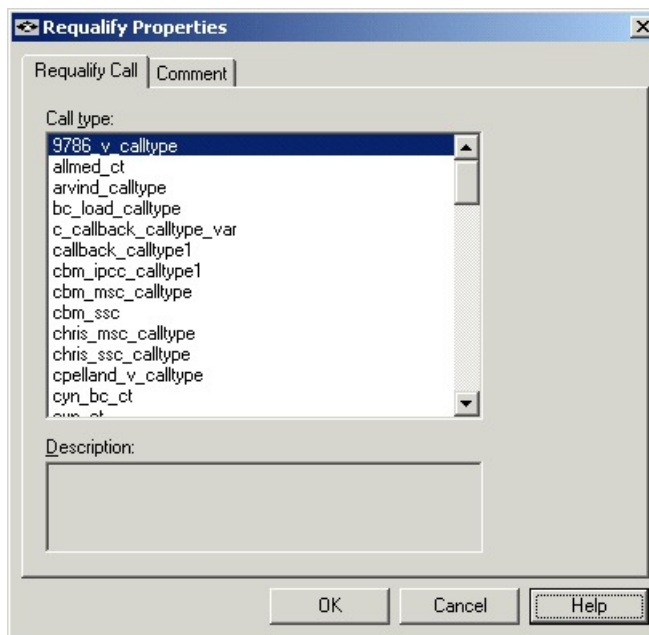 Requalify Properties
Requalify Call
Comment
Call type:
9786_v_calltype
allmed_ct
arvind_calltype
bc_load_calltype
c_callback_calltype_var
callback_calltype1
cbm_ipcc_calltype1
cbm_msc_calltype
cbm_ssc
chris_msc_calltype
chris_ssc_calltype
cpelland_v_calltype
cyn_bc_ct
Description:
OK
Cancel
Help